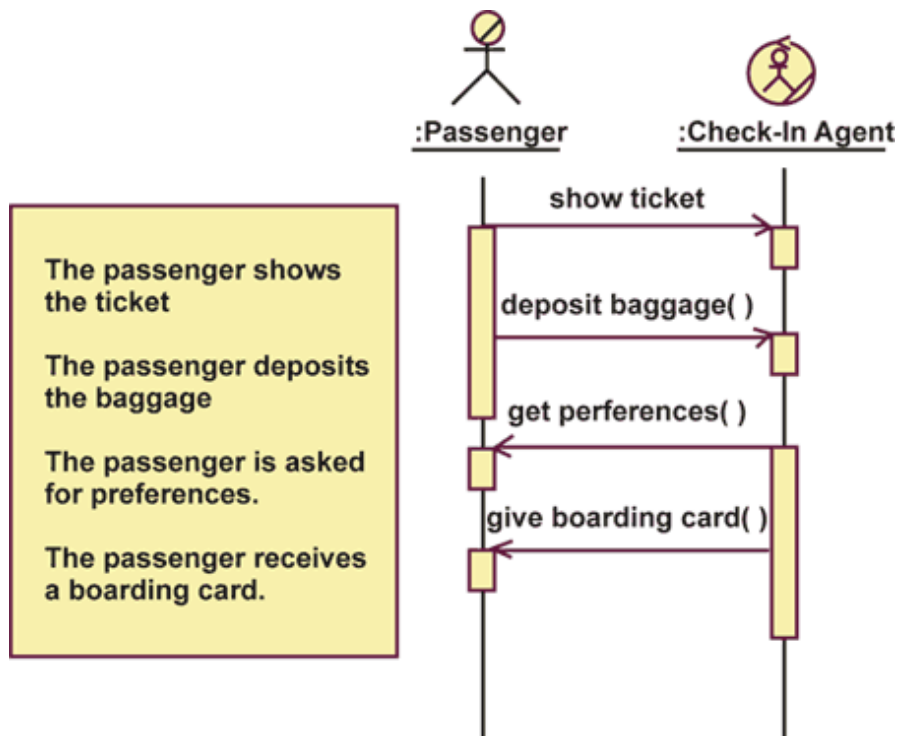 :Passenger
:Check-In Agent
show ticket
deposit baggage( )
get perferences( )
give boarding card( )
The passenger shows
the ticket
The passenger deposits
the baggage
The passenger is asked
for preferences.
The passenger receives
a boarding card.